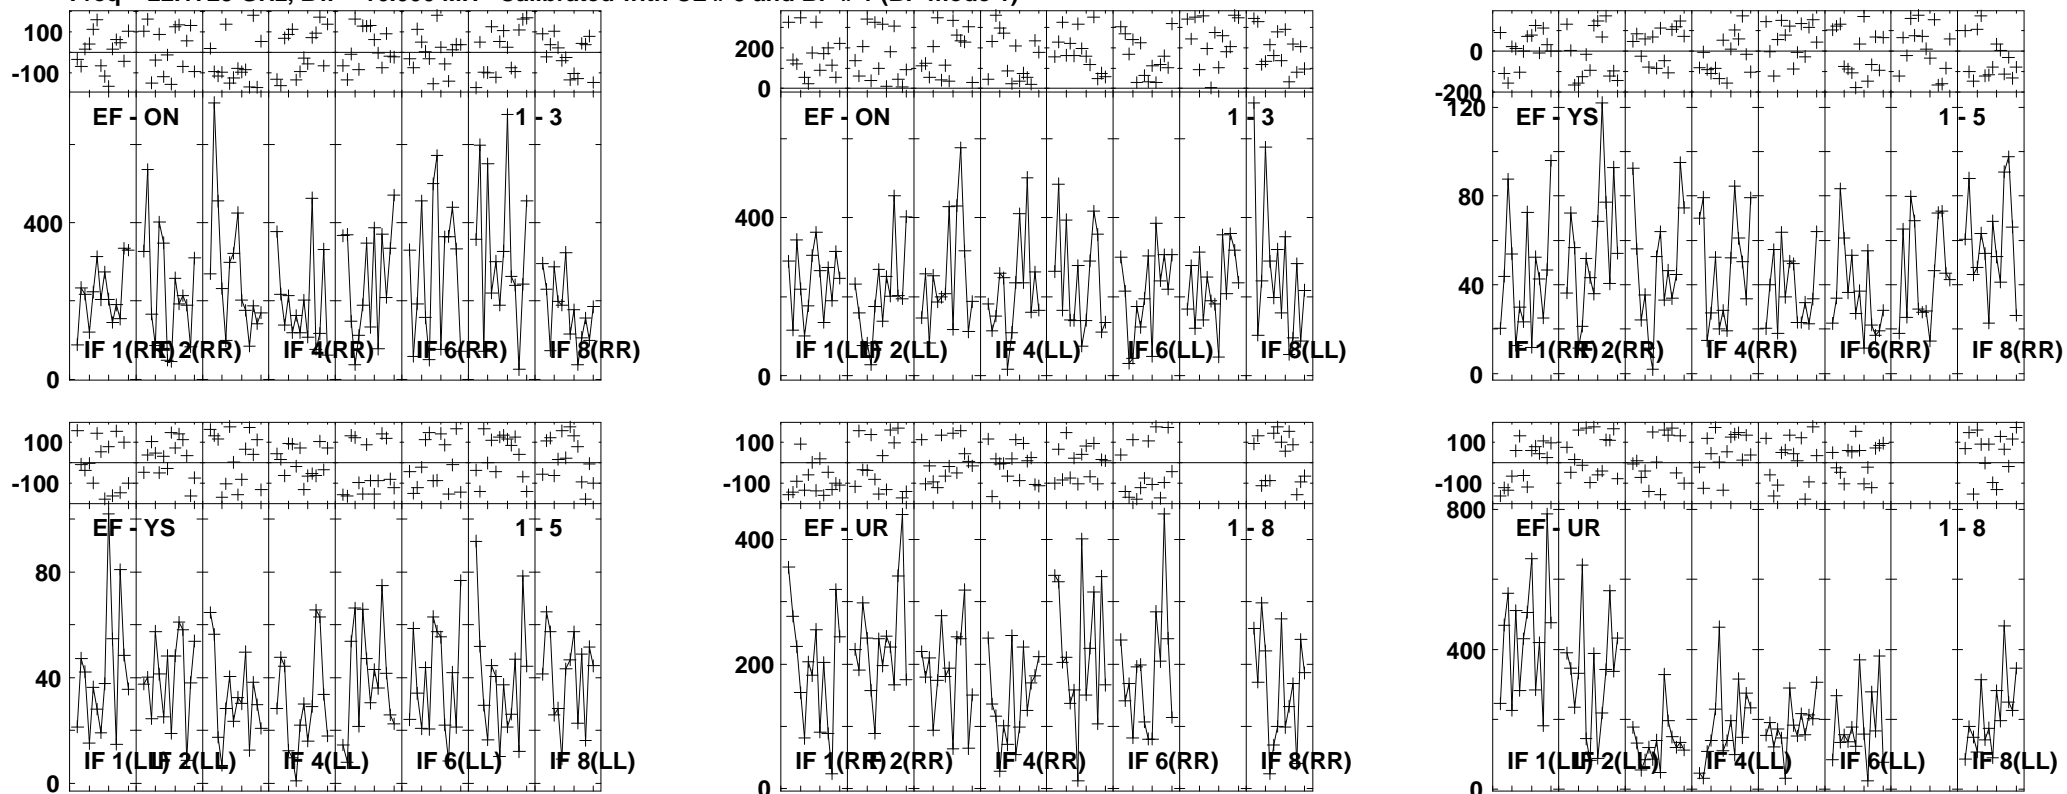 100
-100
EF - ON 1 - 3
400
0
IF 1(RR) IF 2(RR) IF 4(RR) IF 6(RR) IF 8(RR)
200
0
EF - ON 1 - 3
400
0
IF 1(LL) IF 2(LL) IF 4(LL) IF 6(LL) IF 8(LL)
0
-200
120
EF - YS 1 - 5
80
40
0
IF 1(RR) IF 2(RR) IF 4(RR) IF 6(RR) IF 8(RR)
100
-100
EF - YS 1 - 5
80
40
0
IF 1(LL) IF 2(LL) IF 4(LL) IF 6(LL) IF 8(LL)
100
-100
EF - UR 1 - 8
400
200
0
IF 1(RR) IF 2(RR) IF 4(RR) IF 6(RR) IF 8(RR)
100
-100
800
EF - UR 1 - 8
400
0
IF 1(LL) IF 2(LL) IF 4(LL) IF 6(LL) IF 8(LL)